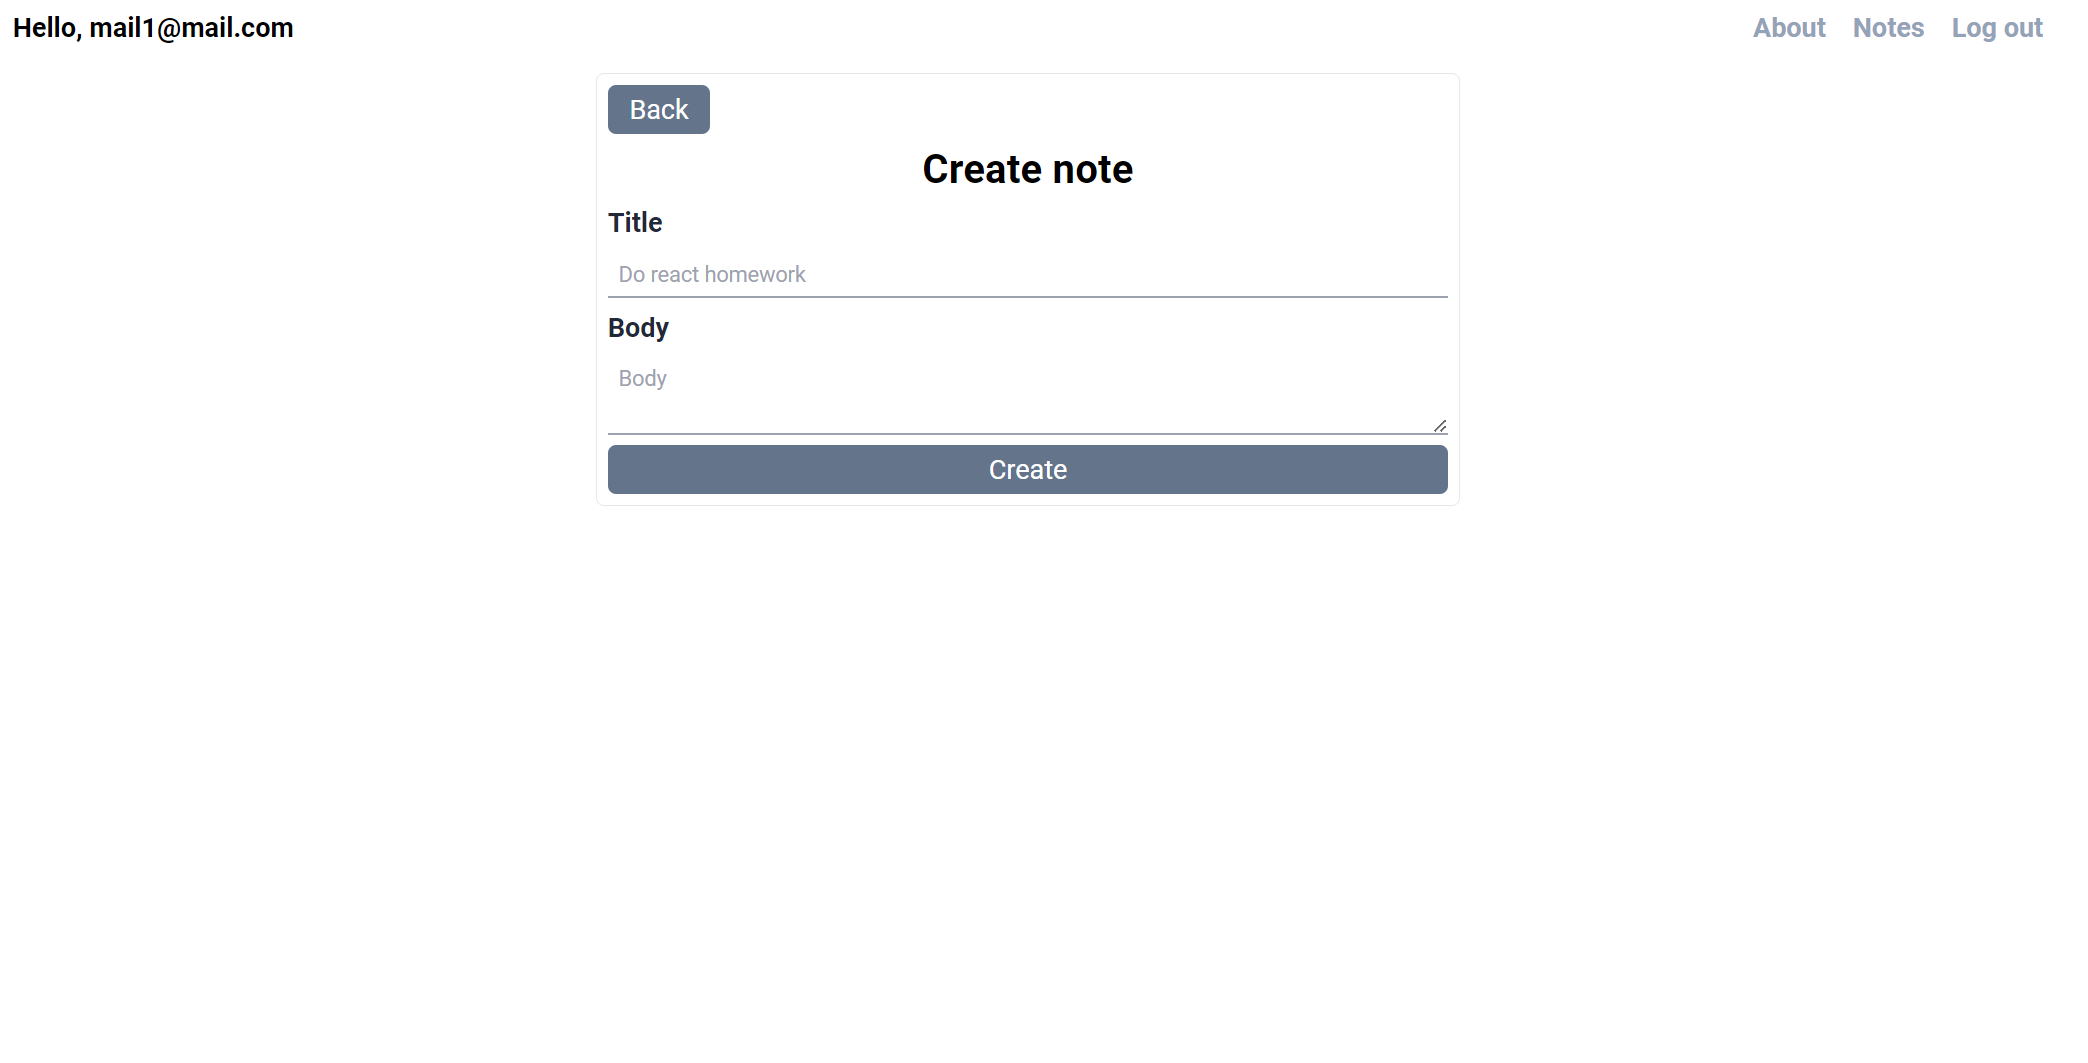 Hello, mail1@mail.com About Notes Log out
Back
Create note
Title
Do react homework
Body
Body
Create